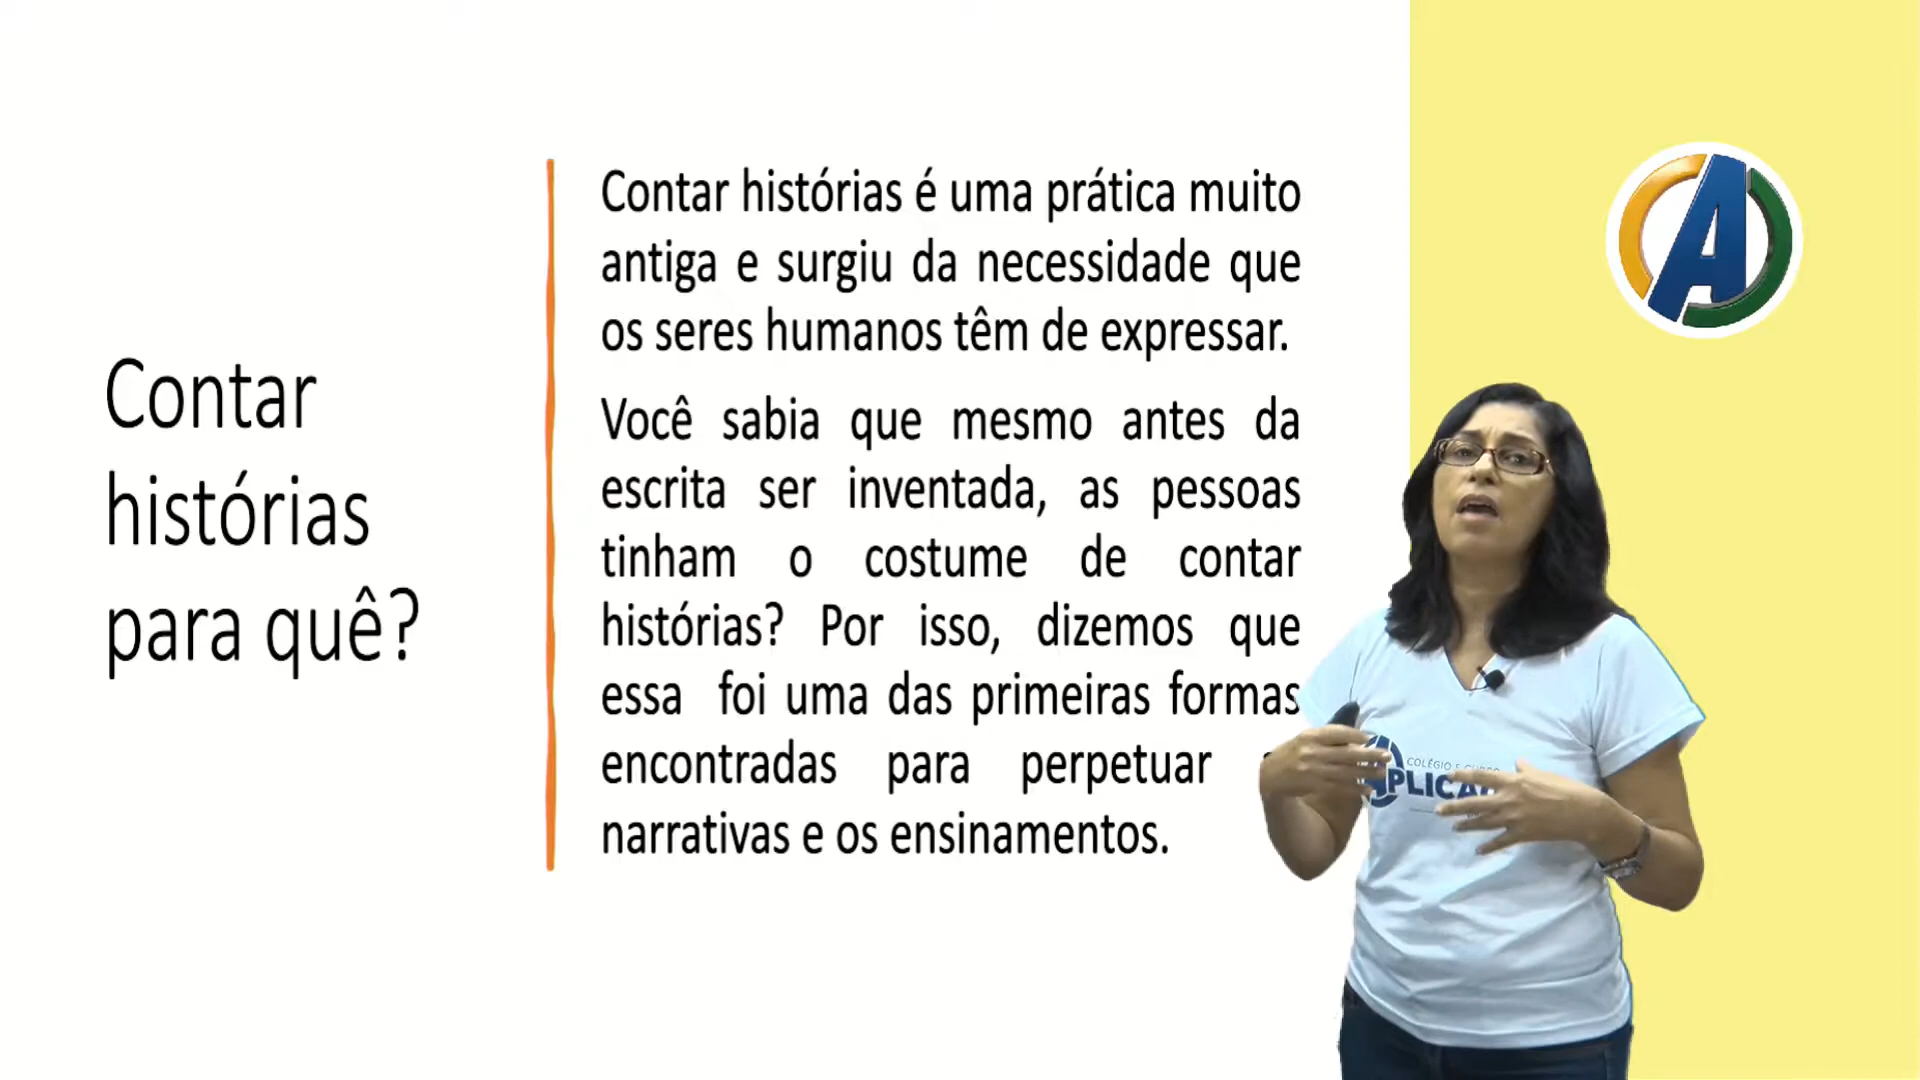 Contar
histórias
para quê?
Contar histórias é uma prática muito
antiga e surgiu da necessidade que
os seres humanos têm de expressar.
Você sabia que mesmo antes da
escrita ser inventada, as pessoas
tinham o costume de contar
histórias? Por isso, dizemos que
essa foi uma das primeiras formas
encontradas para perpetuar
narrativas e os ensinamentos.
A
COLÉGIO E